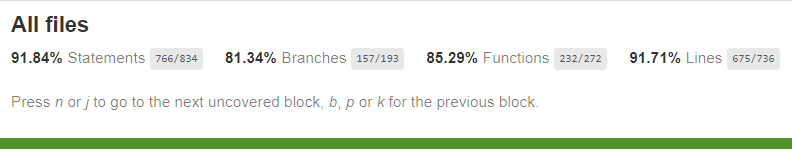 All files
91.84% Statements 766/834 81.34% Branches 157/193 85.29% Functions 232/272 91.71% Lines 675/736
Press n or j to go to the next uncovered block, b, p or k for the previous block.